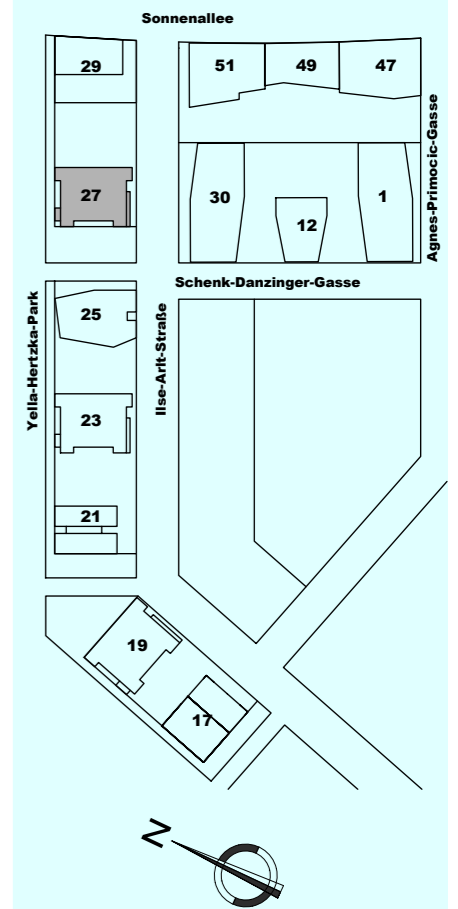 Sonnenallee
29
51
49
47
27
30
12
1
Agnes-Primocic-Gasse
Schenk-Danzinger-Gasse
25
Yella-Hertzka-Park
Ilse-Arlt-Straße
23
21
19
17
N